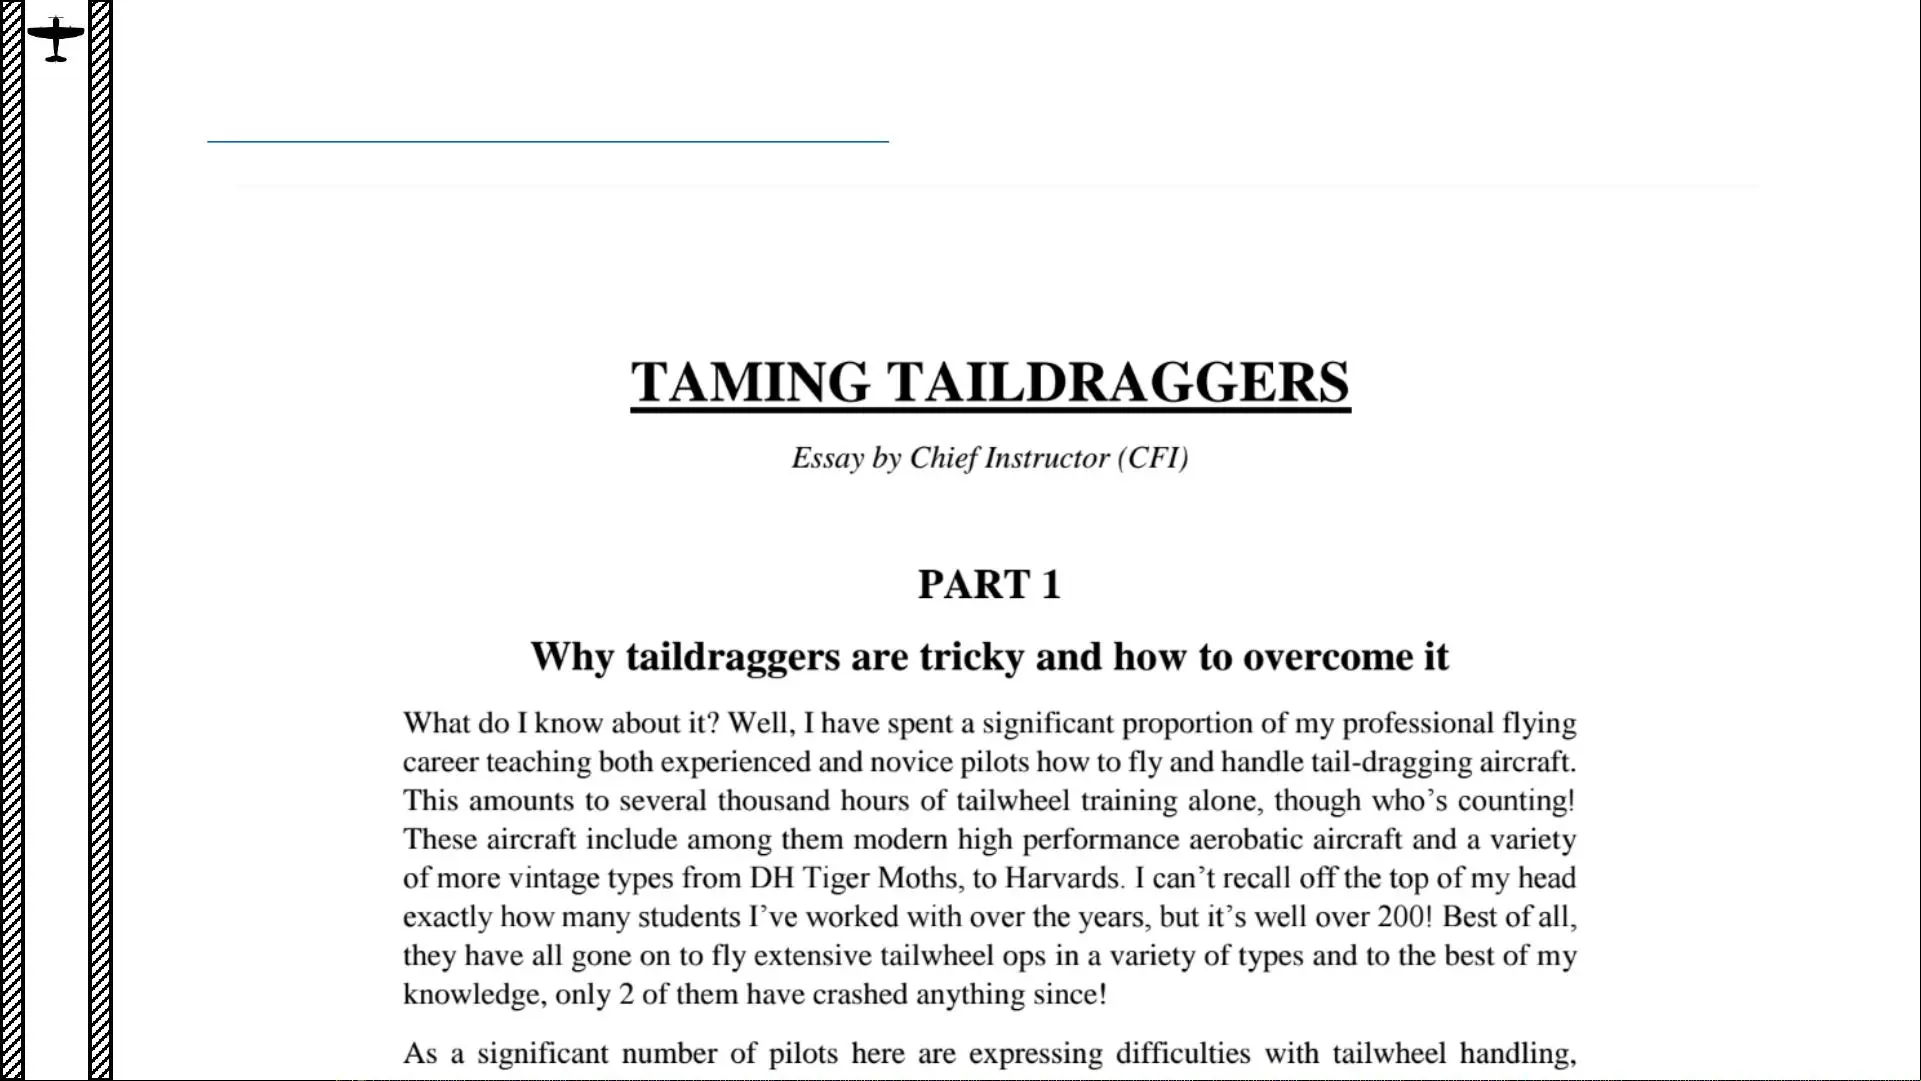 TAMING TAILDRAGGERS
Essay by Chief Instructor (CFI)
PART 1
Why taildraggers are tricky and how to overcome it
What do I know about it? Well, I have spent a significant proportion of my professional flying
career teaching both experienced and novice pilots how to fly and handle tail-dragging aircraft.
This amounts to several thousand hours of tailwheel training alone, though who’s counting!
These aircraft include among them modern high performance aerobatic aircraft and a variety
of more vintage types from DH Tiger Moths, to Harvards. I can’t recall off the top of my head
exactly how many students I’ve worked with over the years, but it’s well over 200! Best of all,
they have all gone on to fly extensive tailwheel ops in a variety of types and to the best of my
knowledge, only 2 of them have crashed anything since!
As a significant number of pilots here are expressing difficulties with tailwheel handling,